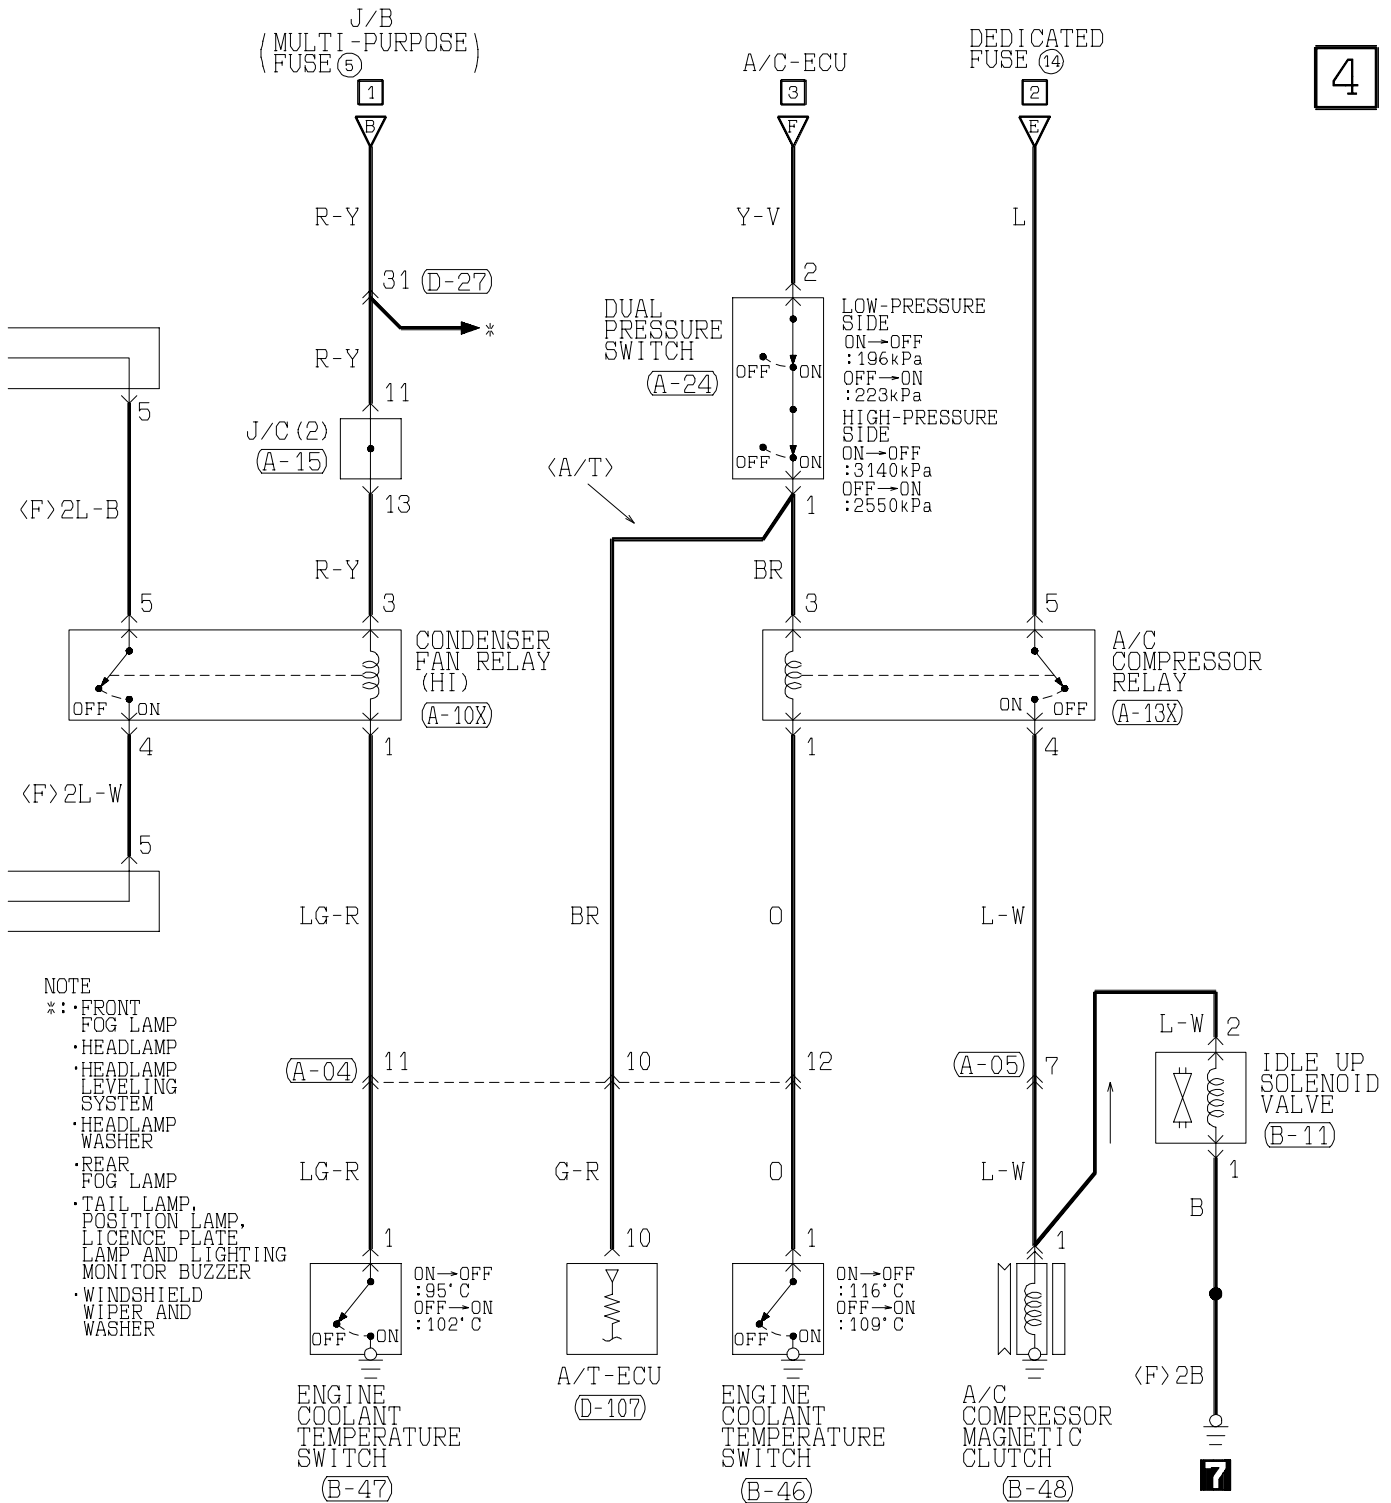 J/B
(MULTI-PURPOSE)
FUSE ⑤
1
B
A/C-ECU
3
F
DEDICATED
FUSE ⑭
2
E
4
R-Y
Y-V
L
31 (D-27)
*
R-Y
11
J/C(2)
(A-15)
13
R-Y
3
2
DUAL
PRESSURE
SWITCH
(A-24)
OFF
ON
OFF
ON
LOW-PRESSURE
SIDE
ON→OFF
:196kPa
OFF→ON
:223kPa
HIGH-PRESSURE
SIDE
ON→OFF
:3140kPa
OFF→ON
:2550kPa
1
〈A/T〉
BR
3
5
5
〈F〉2L-B
5
OFF
ON
CONDENSER
FAN RELAY
(HI)
(A-10X)
4
1
ON
OFF
A/C
COMPRESSOR
RELAY
(A-13X)
1
4
〈F〉2L-W
5
LG-R
BR
O
L-W
NOTE
*:·FRONT
FOG LAMP
·HEADLAMP
·HEADLAMP
LEVELING
SYSTEM
·HEADLAMP
WASHER
·REAR
FOG LAMP
·TAIL LAMP,
POSITION LAMP,
LICENCE PLATE
LAMP AND LIGHTING
MONITOR BUZZER
·WINDSHIELD
WIPER AND
WASHER
(A-04)
11
10
12
(A-05)
7
L-W
2
IDLE UP
SOLENOID
VALVE
(B-11)
1
LG-R
G-R
O
L-W
B
1
10
1
1
OFF
ON
ON→OFF
:95°C
OFF→ON
:102°C
ENGINE
COOLANT
TEMPERATURE
SWITCH
(B-47)
A/T-ECU
(D-107)
OFF
ON
ON→OFF
:116°C
OFF→ON
:109°C
ENGINE
COOLANT
TEMPERATURE
SWITCH
(B-46)
A/C
COMPRESSOR
MAGNETIC
CLUTCH
(B-48)
〈F〉2B
7